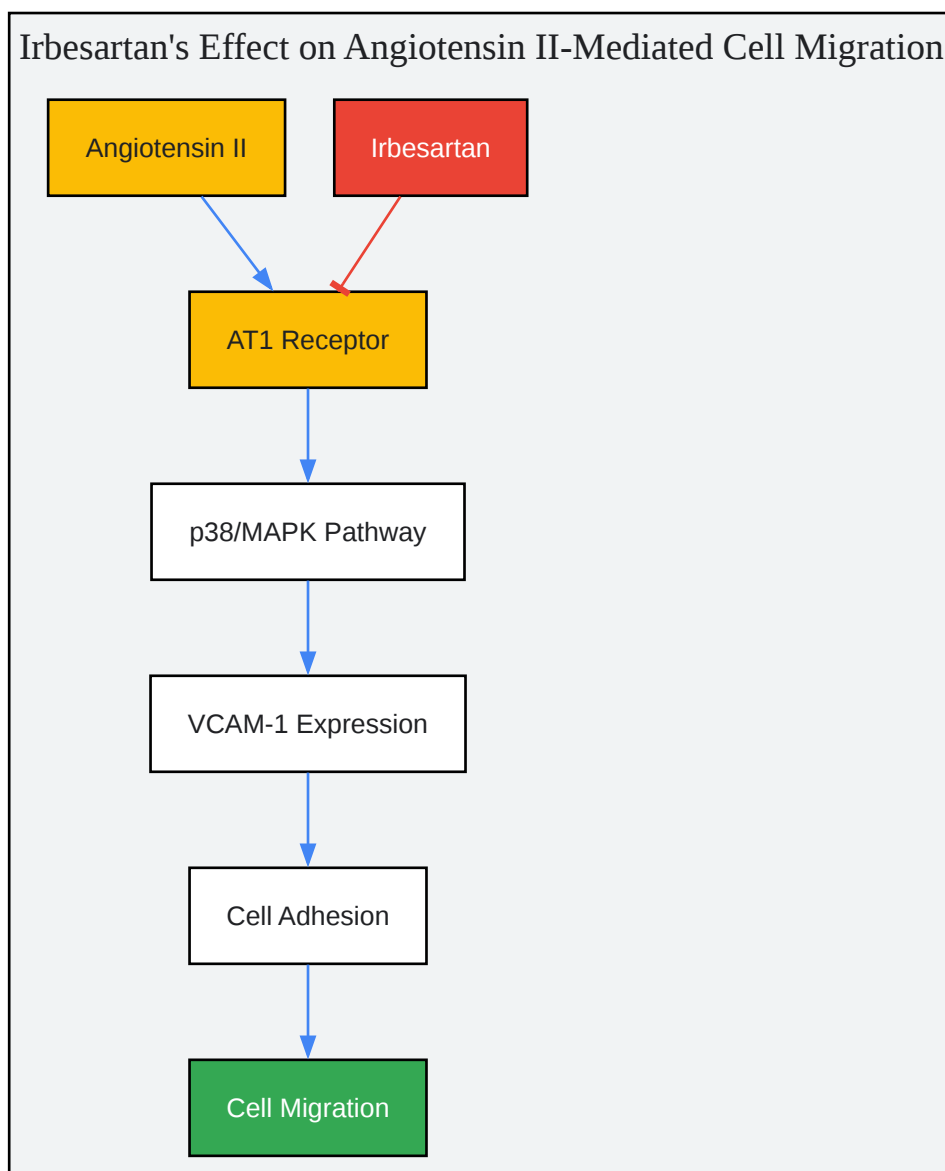 Irbesartan's Effect on Angiotensin II-Mediated Cell Migration
Angiotensin II
Irbesartan
AT1 Receptor
p38/MAPK Pathway
VCAM-1 Expression
Cell Adhesion
Cell Migration